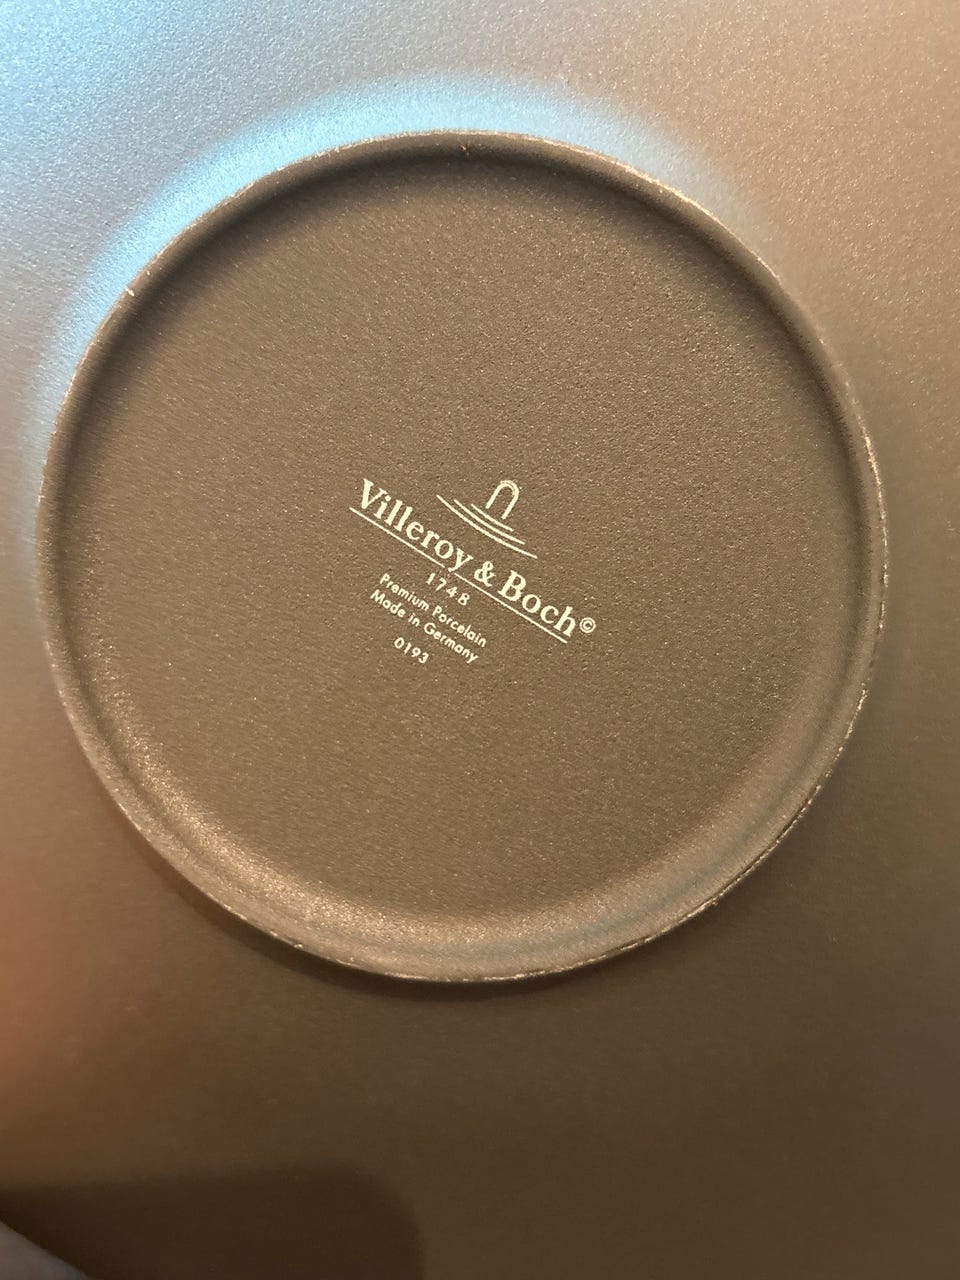 Villeroy & Boch©
1748
Premium Porcelain
Made in Germany
0193